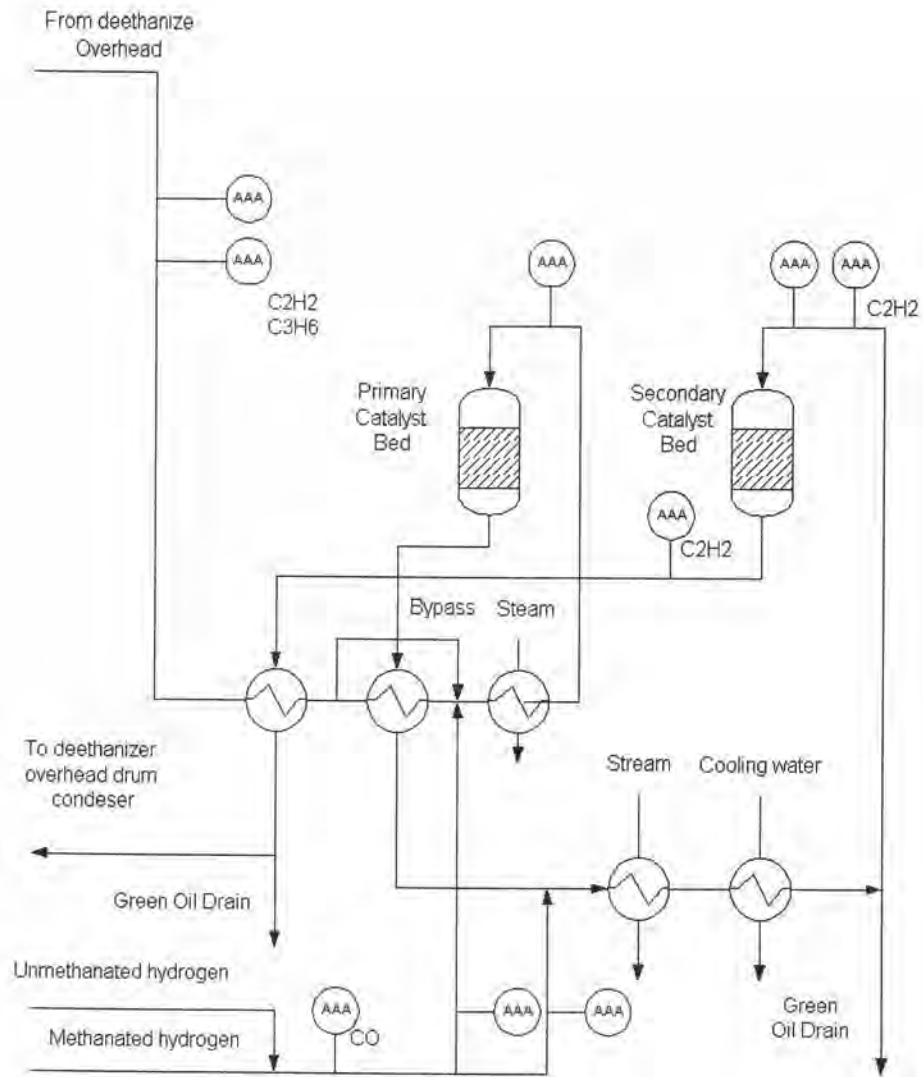 From deethanize
Overhead
AAA
AAA
C2H2
C3H6
AAA
AAA
AAA
C2H2
Primary
Catalyst
Bed
Secondary
Catalyst
Bed
AAA
C2H2
Bypass
Steam
To deethanizer
overhead drum
condeser
Stream
Cooling water
Green Oil Drain
Unmethanated hydrogen
AAA
CO
AAA
AAA
Green
Oil Drain
Methanated hydrogen